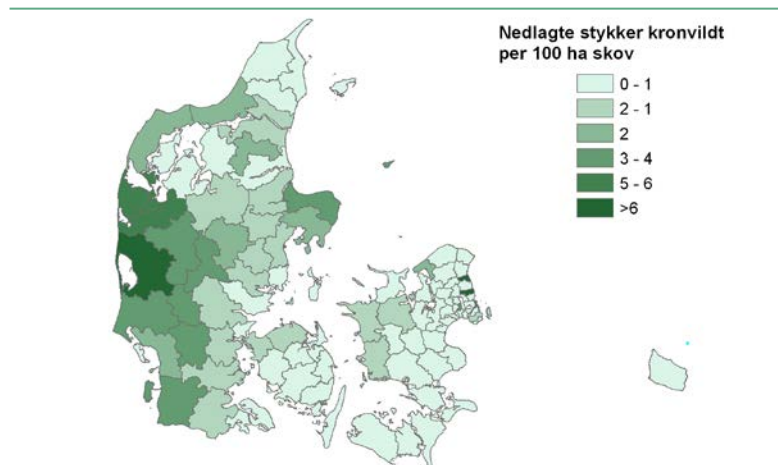 Nedlagte stykker kronvildt
per 100 ha skov
0 - 1
2 - 1
2
3 - 4
5 - 6
>6